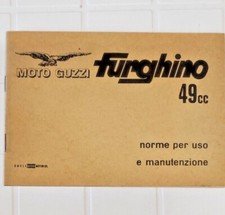 MOTO GUZZI
furghino
49cc
norme per uso
e manutenzione